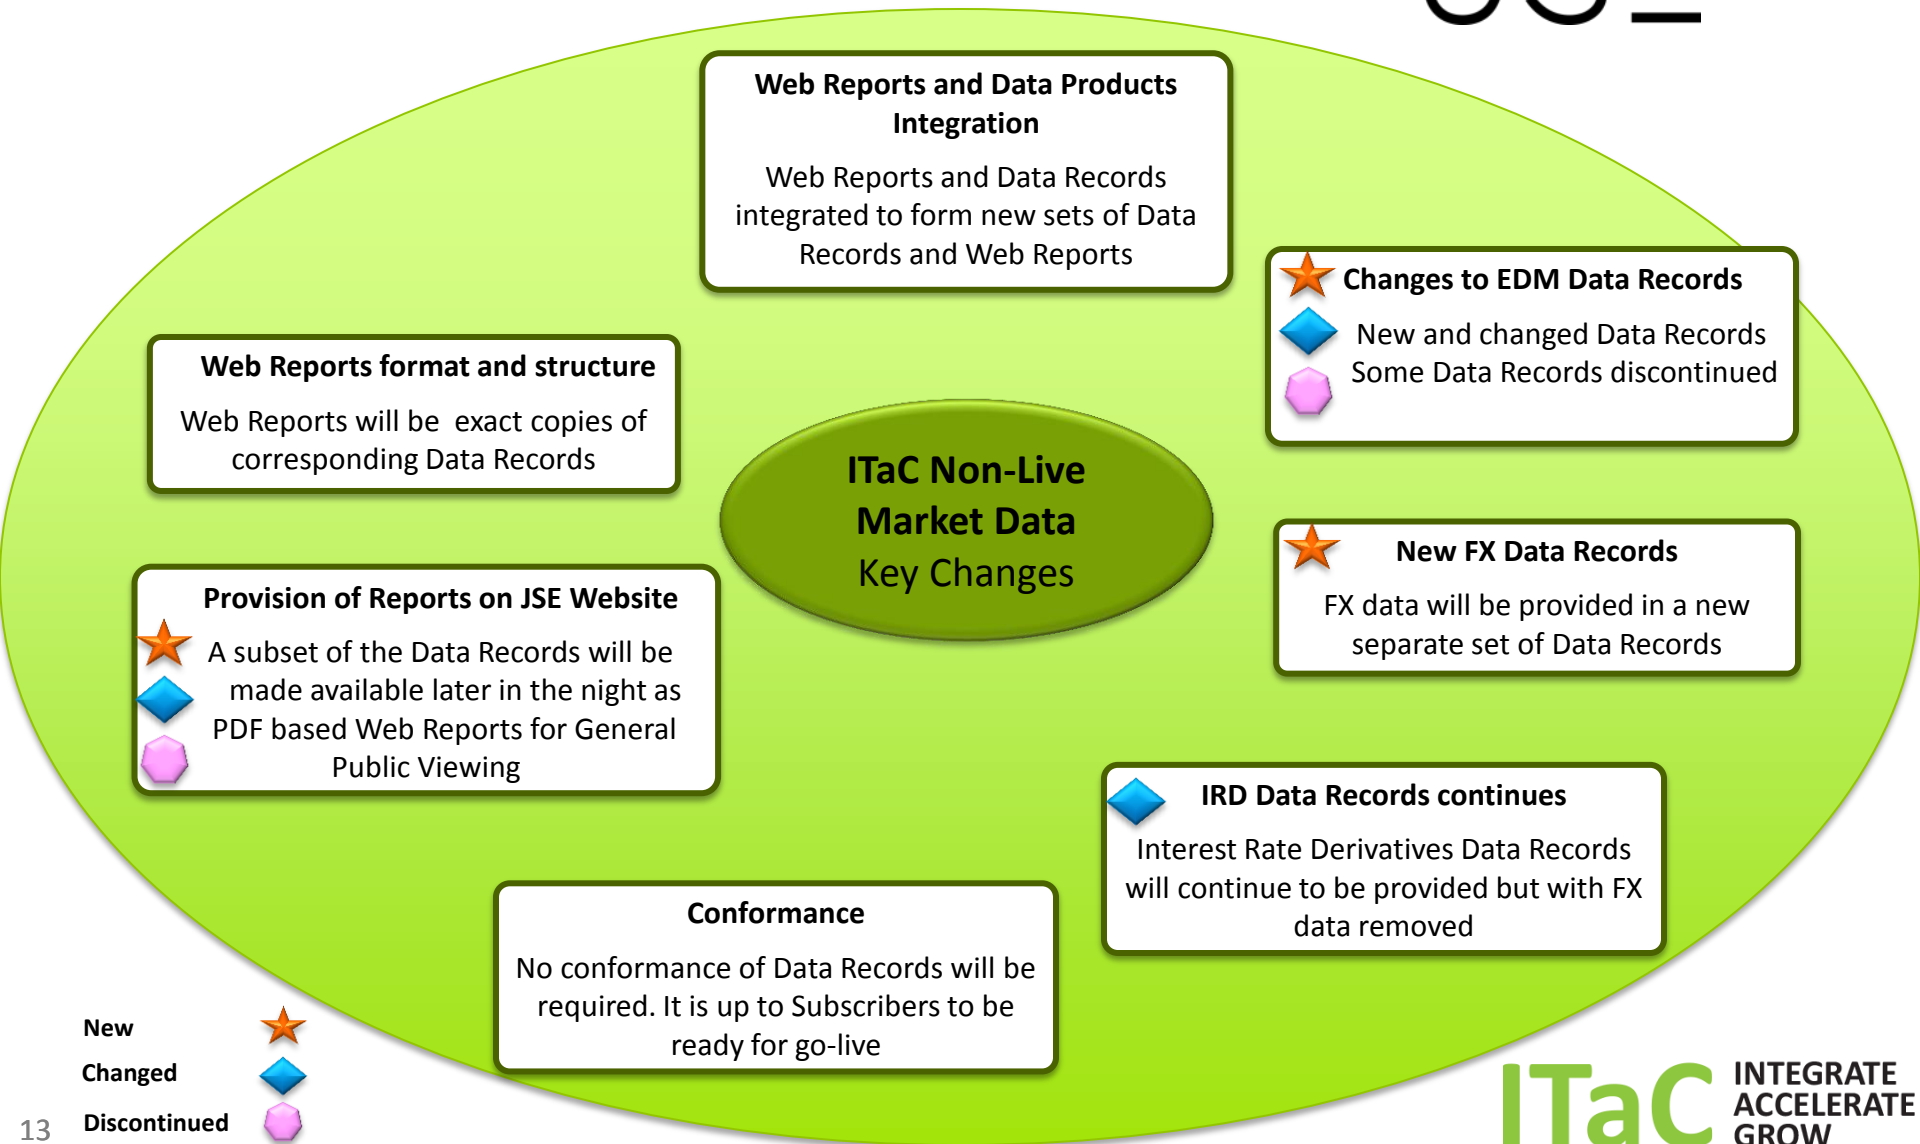 Web Reports and Data Products
Integration
Web Reports and Data Records
integrated to form new sets of Data
Records and Web Reports
Changes to EDM Data Records
New and changed Data Records
Some Data Records discontinued
Web Reports format and structure
Web Reports will be exact copies of
corresponding Data Records
ITaC Non-Live
Market Data
Key Changes
New FX Data Records
FX data will be provided in a new
separate set of Data Records
Provision of Reports on JSE Website
A subset of the Data Records will be
made available later in the night as
PDF based Web Reports for General
Public Viewing
IRD Data Records continues
Interest Rate Derivatives Data Records
will continue to be provided but with FX
data removed
Conformance
No conformance of Data Records will be
required. It is up to Subscribers to be
ready for go-live
New
Changed
Discontinued
13
ITaC
INTEGRATE
ACCELERATE
GROW